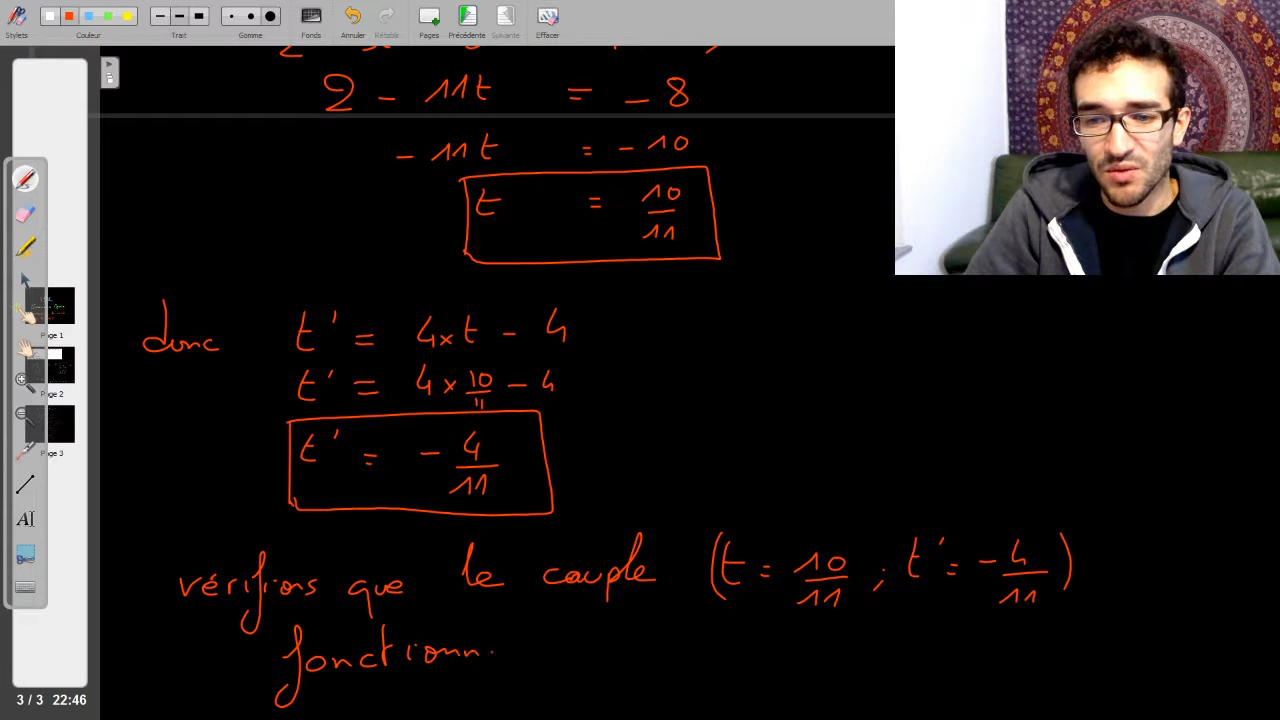 Stylets Couleur Trait Gomme Fonds Annuler Rétablir Pages Précédente Suivante Effacer
2 - 11t = - 8
- 11t = - 10
t = 10/11
donc t' = 4×t - 4
t' = 4 × 10/11 - 4
t' = - 4/11
vérifions que le couple (t = 10/11 ; t' = - 4/11)
fonctionn
Page 1
Page 2
Page 3
AI
3 / 3 22:46